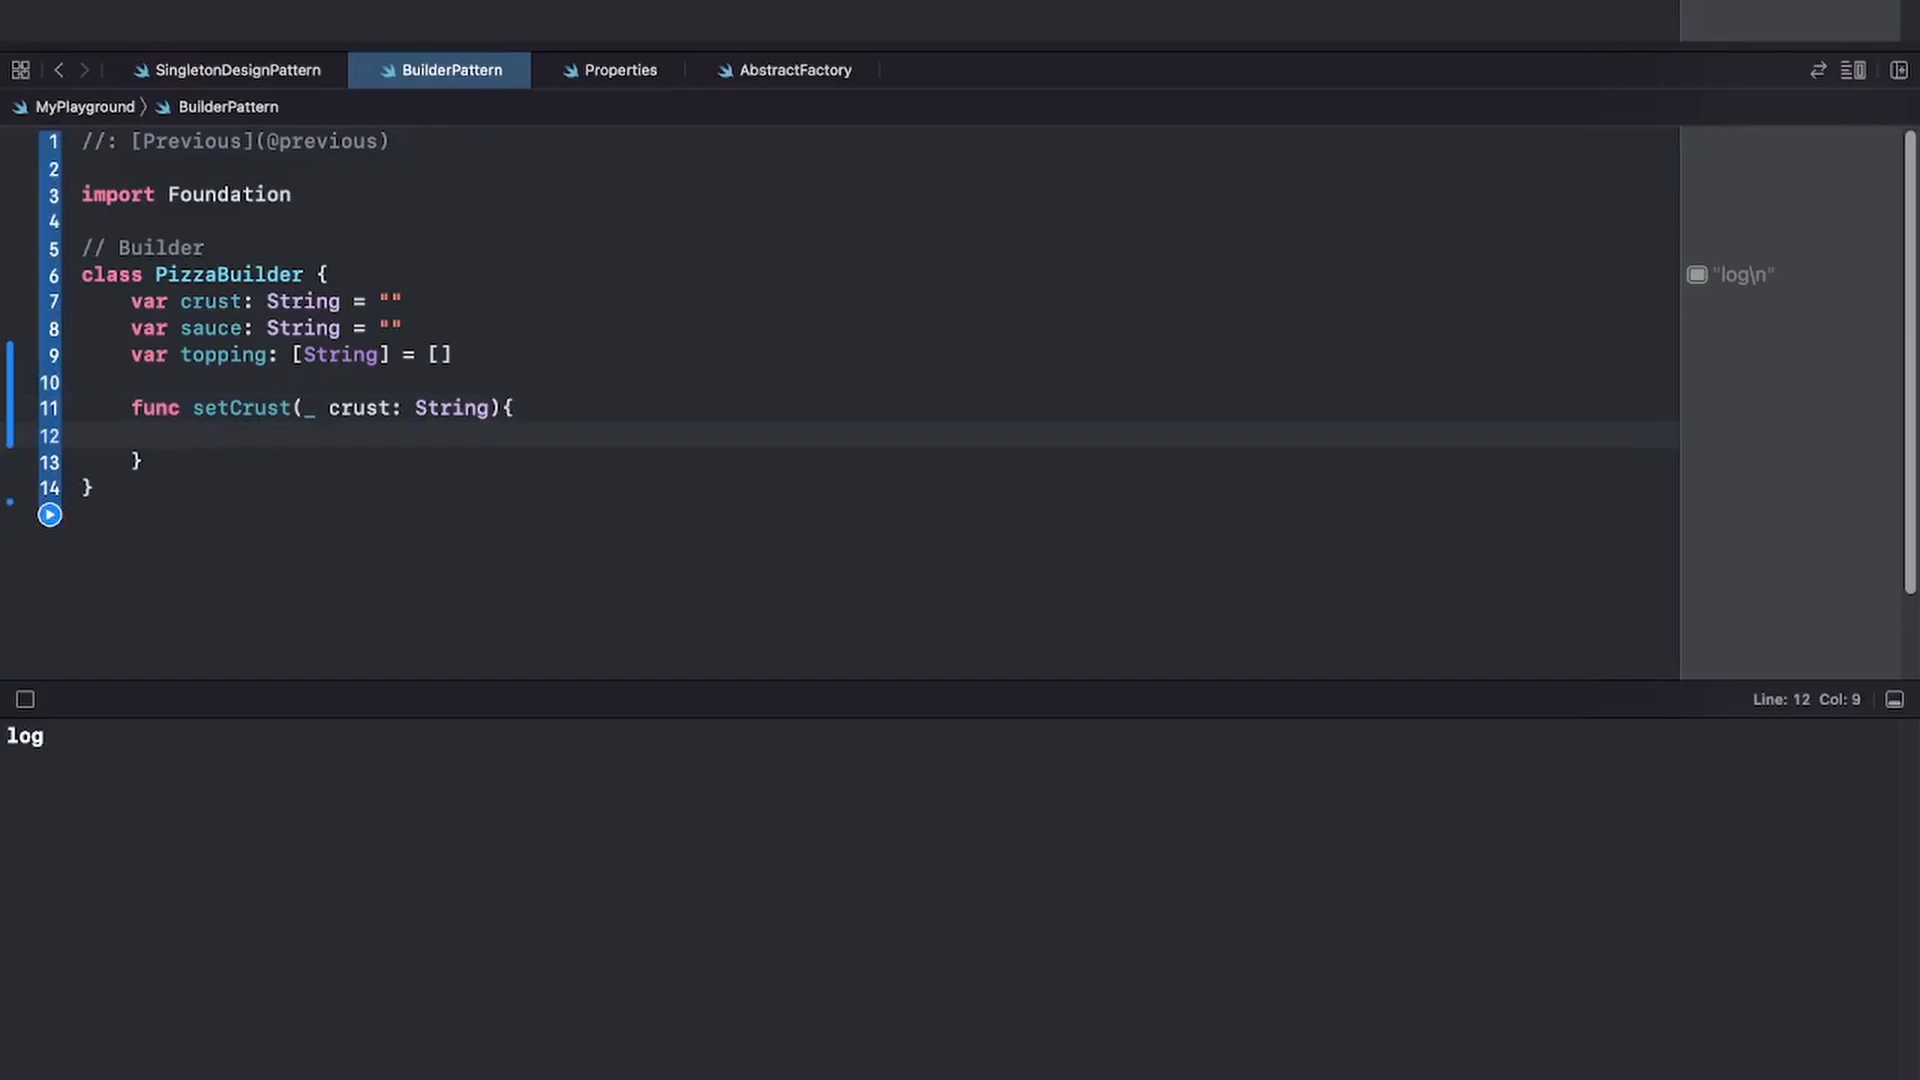 SingletonDesignPattern BuilderPattern Properties AbstractFactory
MyPlayground 〉 BuilderPattern
1 //: [Previous](@previous)
2
3 import Foundation
4
5 // Builder
6 class PizzaBuilder {
"log\n"
7     var crust: String = ""
8     var sauce: String = ""
9     var topping: [String] = []
10
11     func setCrust(_ crust: String){
12
13     }
14 }
Line: 12 Col: 9
log